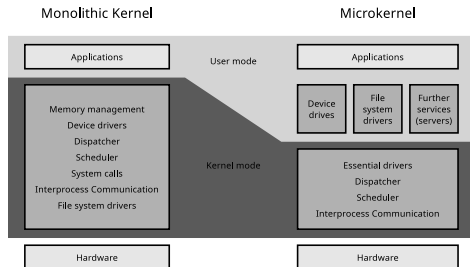 Monolithic Kernel
Microkernel
Applications
User mode
Applications
Device
drives
File
system
drivers
Further
services
(servers)
Memory management
Device drivers
Dispatcher
Scheduler
System calls
Interprocess Communication
File system drivers
Kernel mode
Essential drivers
Dispatcher
Scheduler
Interprocess Communication
Hardware
Hardware